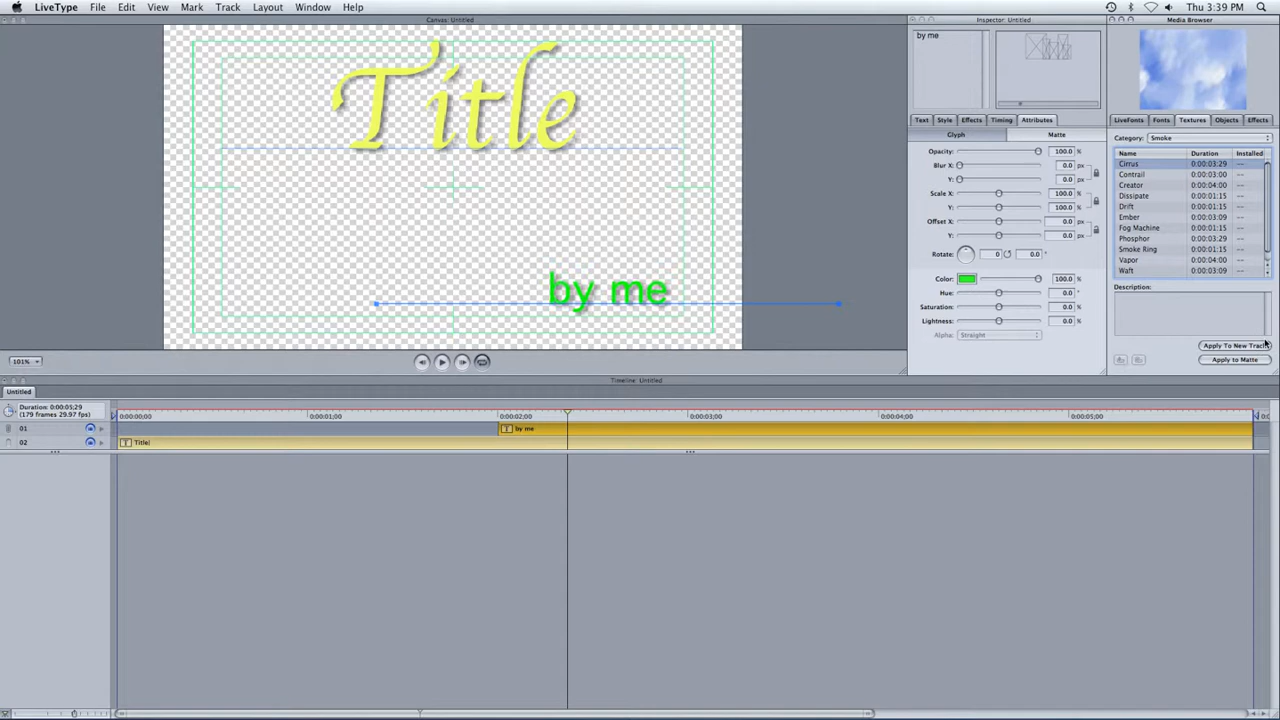 LiveType File Edit View Mark Track Layout Window Help Thu 3:39 PM
Canvas: Untitled
Inspector: Untitled
Media Browser
Title
by me
101%
by me
Text Style Effects Timing Attributes
Glyph Matte
Opacity: 100.0 %
Blur X: 0.0 px
Y: 0.0 px
Scale X: 100.0 %
Y: 100.0 %
Offset X: 0.0 px
Y: 0.0 px
Rotate: 0 0.0 °
Color: 100.0 %
Hue: 0.0 °
Saturation: 0.0 %
Lightness: 0.0 %
Alpha: Straight
LiveFonts Fonts Textures Objects Effects
Category: Smoke
Name Duration Installed
Cirrus 0:00:03:29 --
Contrail 0:00:03:00 --
Creator 0:00:04:00 --
Dissipate 0:00:01:15 --
Drift 0:00:01:15 --
Ember 0:00:03:09 --
Fog Machine 0:00:01:15 --
Phosphor 0:00:03:29 --
Smoke Ring 0:00:01:15 --
Vapor 0:00:04:00 --
Waft 0:00:03:09 --
Description:
Apply To New Track
Apply to Matte
Timeline: Untitled
Untitled
Duration: 0:00:05;29
(179 frames 29.97 fps)
0:00:00;00 0:00:01;00 0:00:02;00 0:00:03;00 0:00:04;00 0:00:05;00
01 T by me
02 T Title